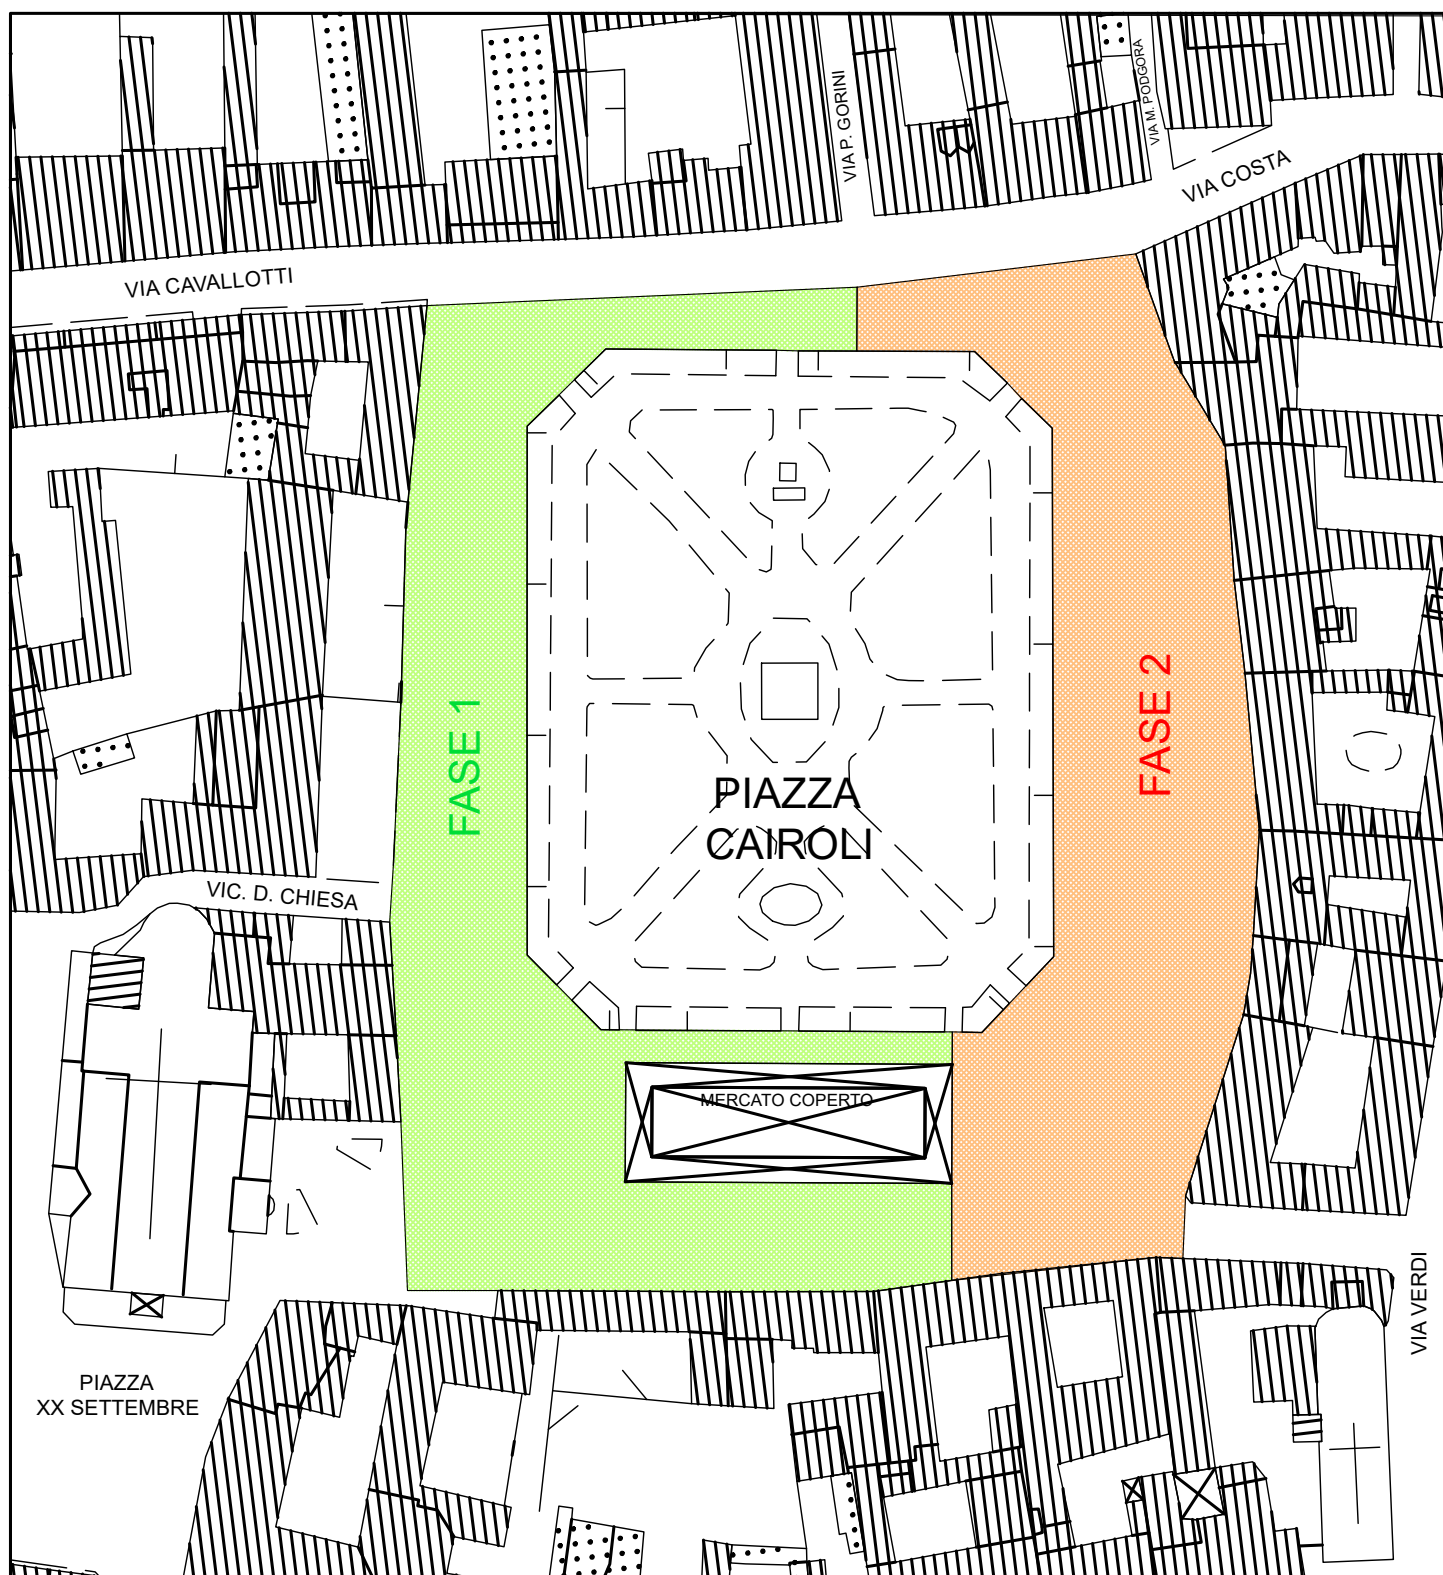 VIA P. GORINI
VIA M. PODGORA
VIA COSTA
VIA CAVALLOTTI
FASE 1
FASE 2
PIAZZA
CAIROLI
VIC. D. CHIESA
MERCATO COPERTO
VIA VERDI
PIAZZA
XX SETTEMBRE